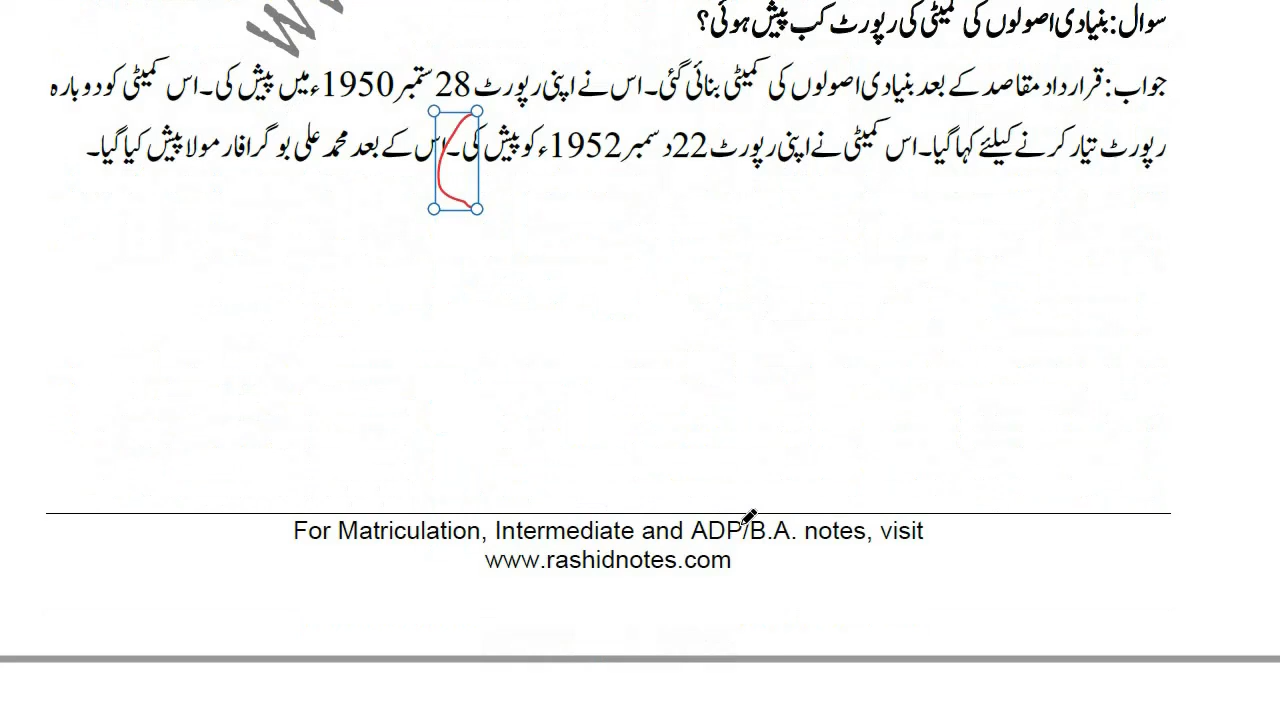 سوال: بنیادی اصولوں کی کمیٹی کی رپورٹ کب پیش ہوئی؟
جواب: قرارداد مقاصد کے بعد بنیادی اصولوں کی کمیٹی بنائی گئی۔ اس نے اپنی رپورٹ 28 ستمبر 1950ء میں پیش کی۔ اس کمیٹی کو دوبارہ
رپورٹ تیار کرنے کیلئے کہا گیا۔ اس کمیٹی نے اپنی رپورٹ 22 دسمبر 1952ء کو پیش کی۔ اس کے بعد محمد علی بوگرا فارمولا پیش کیا گیا۔
For Matriculation, Intermediate and ADP/B.A. notes, visit
www.rashidnotes.com